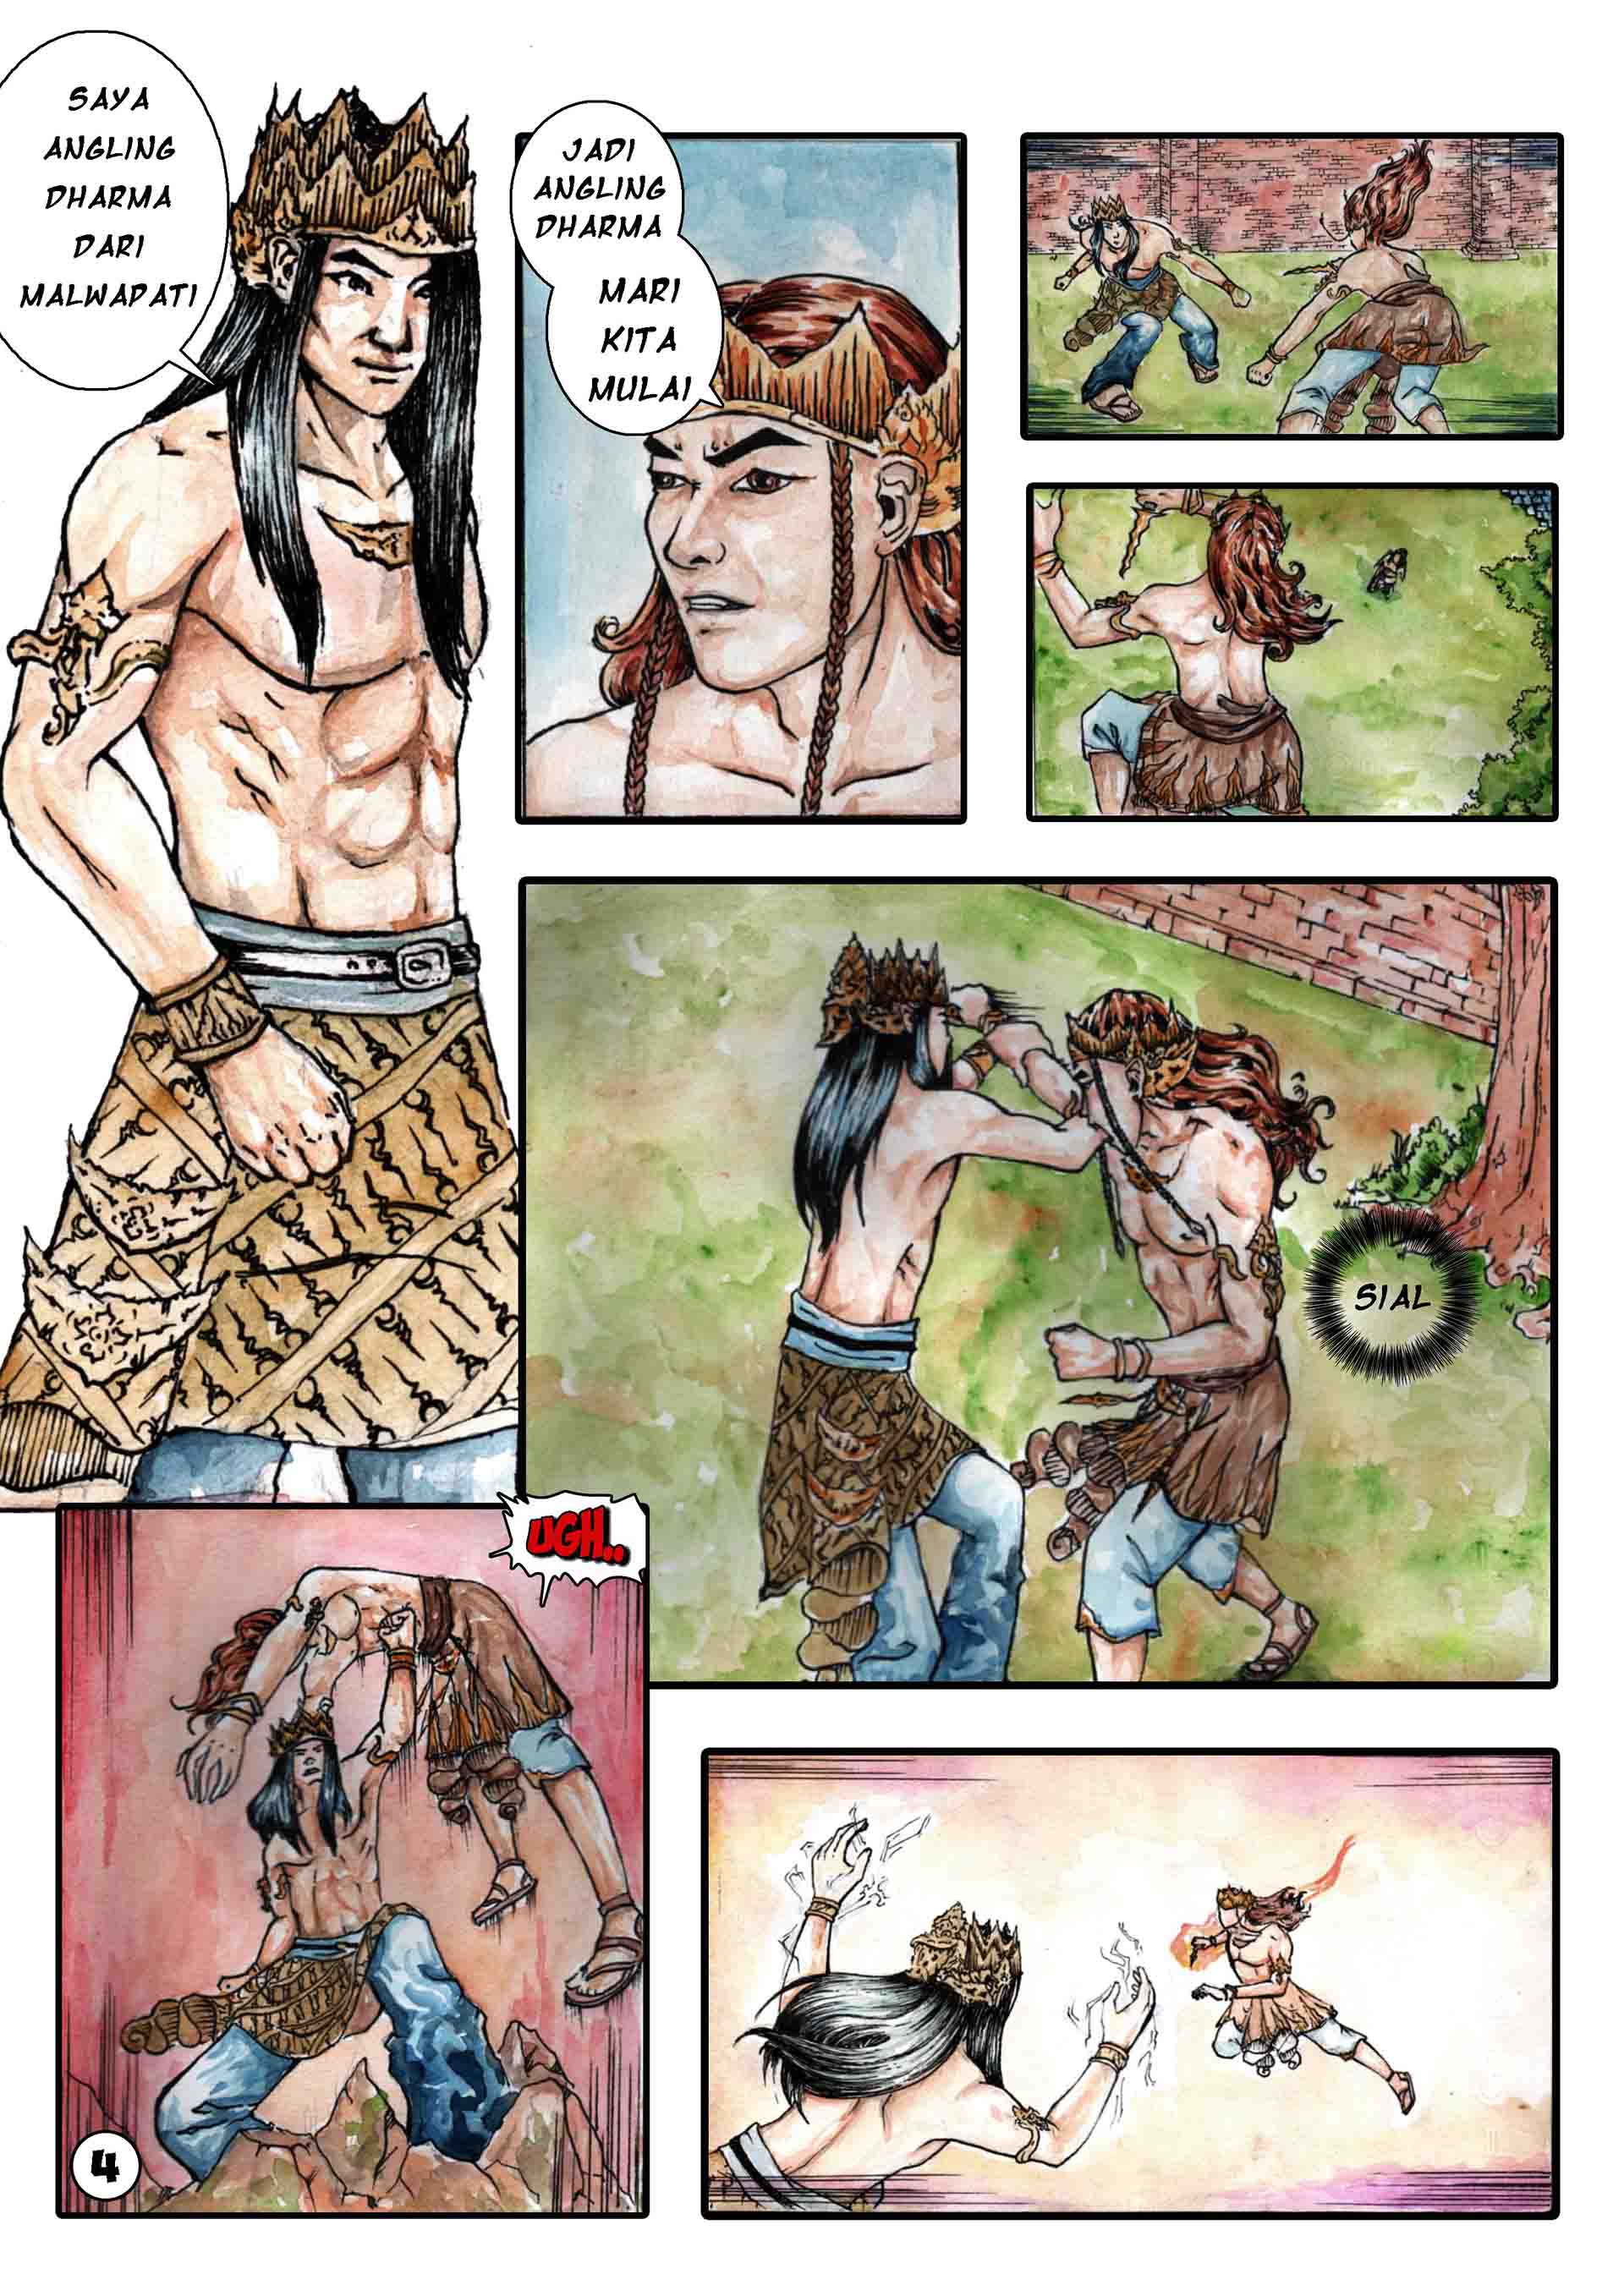 SAYA
ANGLING
DHARMA
DARI
MALWAPATI
JADI
ANGLING
DHARMA
MARI
KITA
MULAI
SIAL
UGH..
4